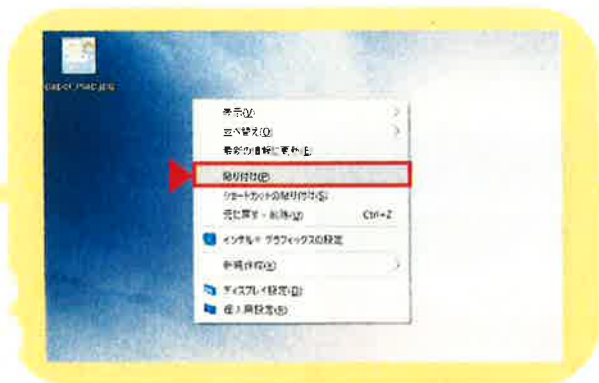 表示(V)
並べ替え(O)
最新の情報に更新(E)
貼り付け(P)
ショートカットの貼り付け(S)
元に戻す - 削除(U) Ctrl+Z
インテル® グラフィックスの設定
新規作成(X)
ディスプレイ設定(D)
個人用設定(R)